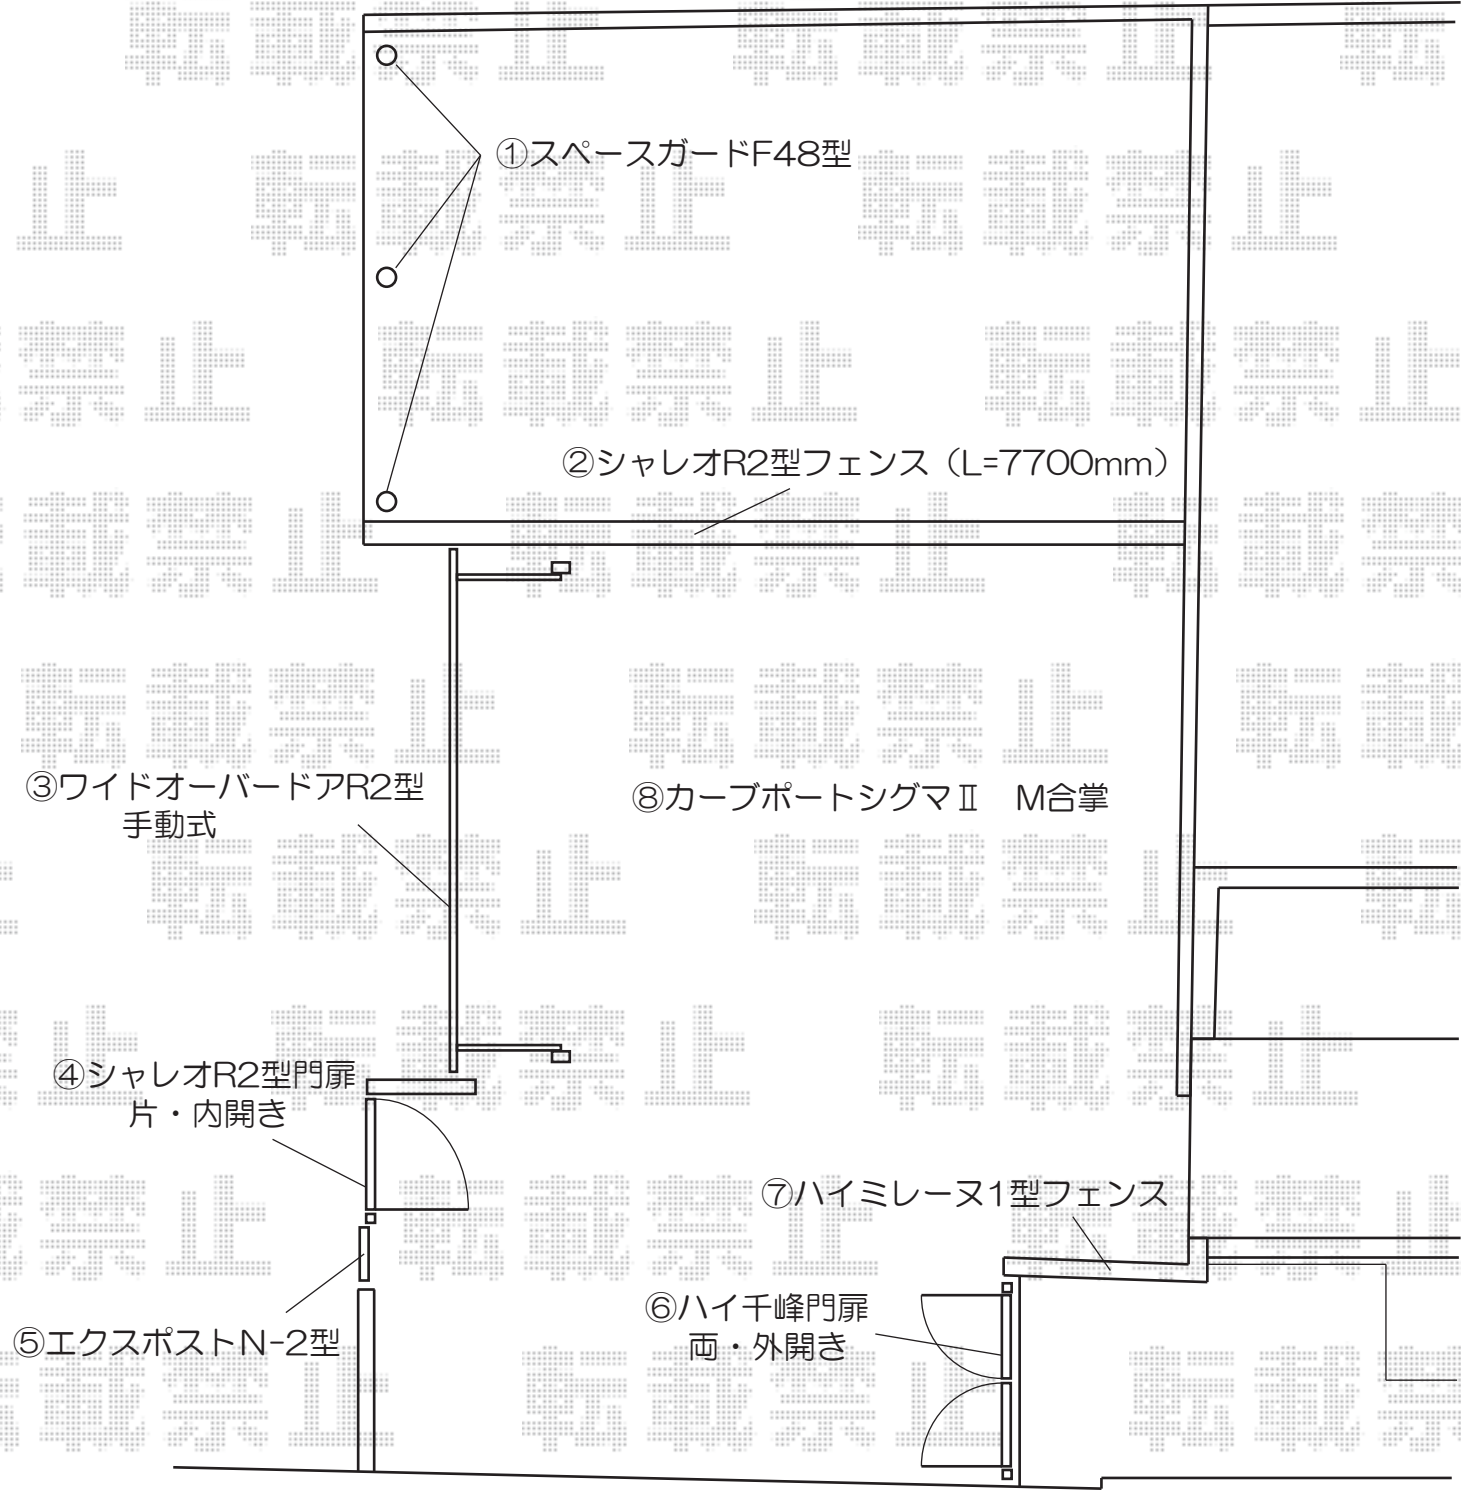 ①スペースガードF48型
②シャレオR2型フェンス（L=7700mm）
③ワイドオーバードアR2型
手動式
⑧カーブポートシグマⅡ　M合掌
④シャレオR2型門扉
片・内開き
⑦ハイミレーヌ1型フェンス
⑥ハイ千峰門扉
両・外開き
⑤エクスポストN-2型
転載禁止